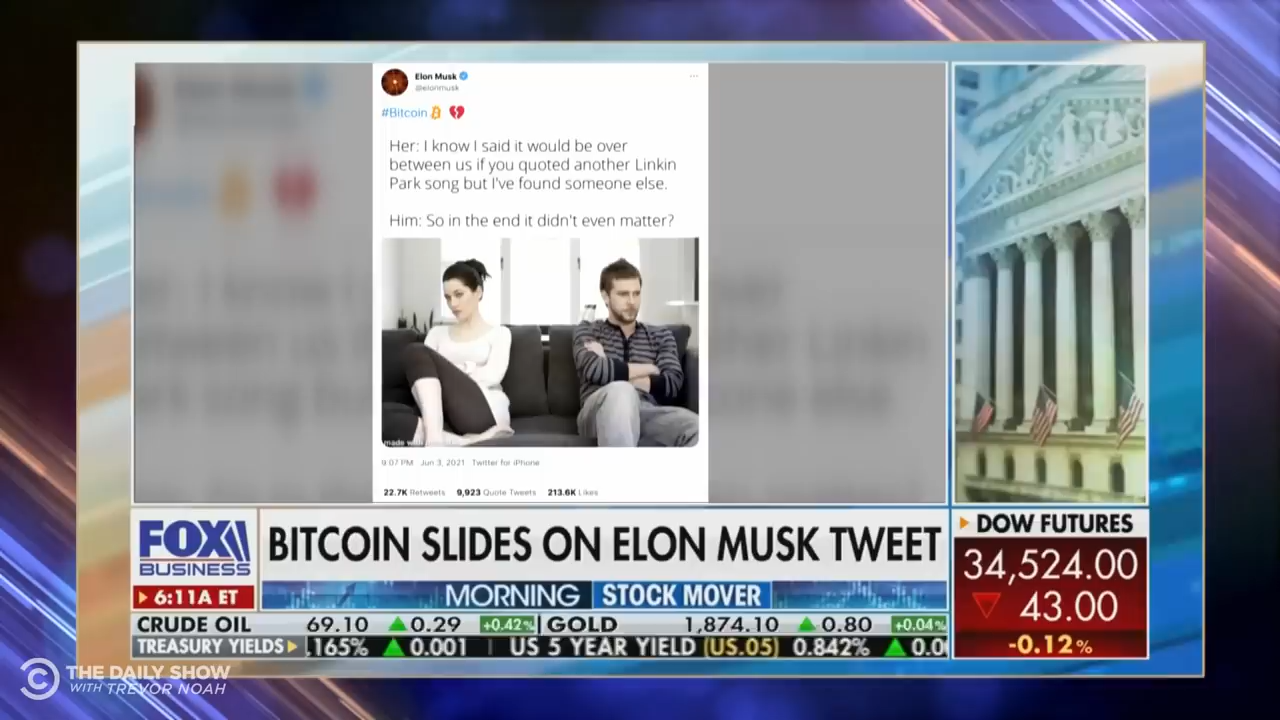 Elon Musk
@elonmusk
#Bitcoin
Her: I know I said it would be over
between us if you quoted another Linkin
Park song but I've found someone else.
Him: So in the end it didn't even matter?
made with
9:07 PM Jun 3, 2021 Twitter for iPhone
22.7K Retweets 9,923 Quote Tweets 213.6K Likes
FOX
BUSINESS
6:11A ET
BITCOIN SLIDES ON ELON MUSK TWEET
MORNING STOCK MOVER
DOW FUTURES
34,524.00
43.00
-0.12%
CRUDE OIL 69.10 0.29 +0.42% GOLD 1,874.10 0.80 +0.04%
TREASURY YIELDS .165% 0.001 US 5 YEAR YIELD (US.05) 0.842% 0.0
THE DAILY SHOW
WITH TREVOR NOAH